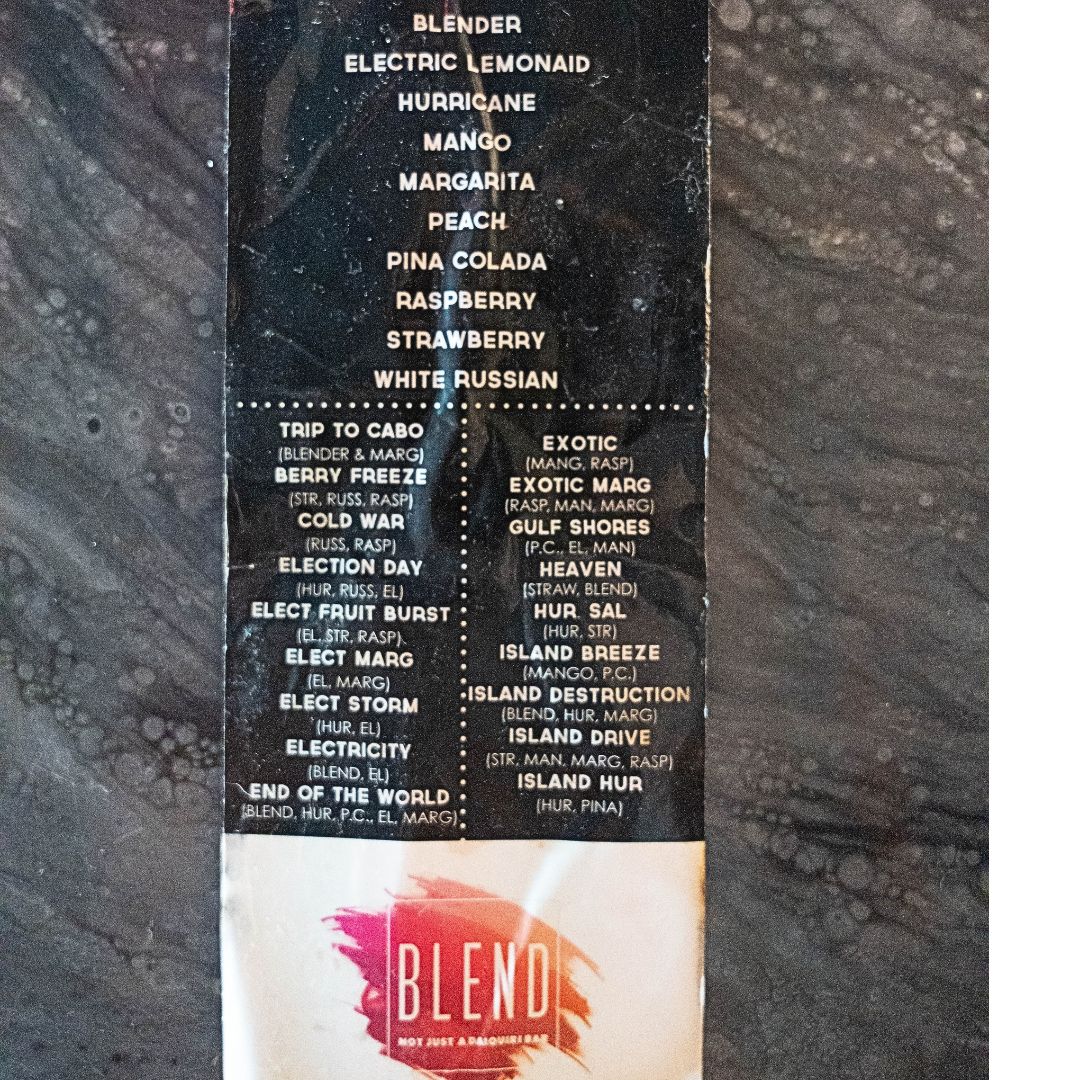 BLENDER
ELECTRIC LEMONAID
HURRICANE
MANGO
MARGARITA
PEACH
PINA COLADA
RASPBERRY
STRAWBERRY
WHITE RUSSIAN
TRIP TO CABO
(BLENDER & MARG)
BERRY FREEZE
(STR, RUSS, RASP)
COLD WAR
(RUSS, RASP)
ELECTION DAY
(HUR, RUSS, EL)
ELECT FRUIT BURST
(EL, STR, RASP)
ELECT MARG
(EL, MARG)
ELECT STORM
(HUR, EL)
ELECTRICITY
(BLEND, EL)
END OF THE WORLD
(BLEND, HUR, P.C., EL, MARG)
EXOTIC
(MANG, RASP)
EXOTIC MARG
(RASP, MAN, MARG)
GULF SHORES
(P.C., EL, MAN)
HEAVEN
(STRAW, BLEND)
HUR SAL
(HUR, STR)
ISLAND BREEZE
(MANGO, P.C.)
ISLAND DESTRUCTION
(BLEND, HUR, MARG)
ISLAND DRIVE
(STR, MAN, MARG, RASP)
ISLAND HUR
(HUR, PINA)
BLEND
NOT JUST A DAIQUIRI BAR